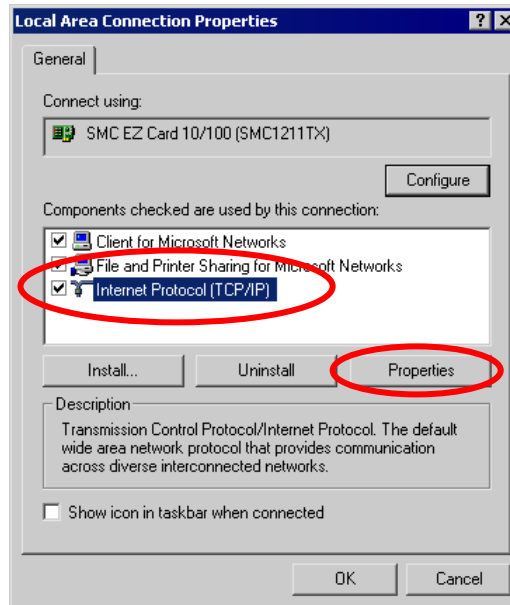 Local Area Connection Properties
General
Connect using:
SMC EZ Card 10/100 (SMC1211TX)
Configure
Components checked are used by this connection:
Client for Microsoft Networks
File and Printer Sharing for Microsoft Networks
Internet Protocol (TCP/IP)
Install...
Uninstall
Properties
Description
Transmission Control Protocol/Internet Protocol. The default
wide area network protocol that provides communication
across diverse interconnected networks.
Show icon in taskbar when connected
OK
Cancel